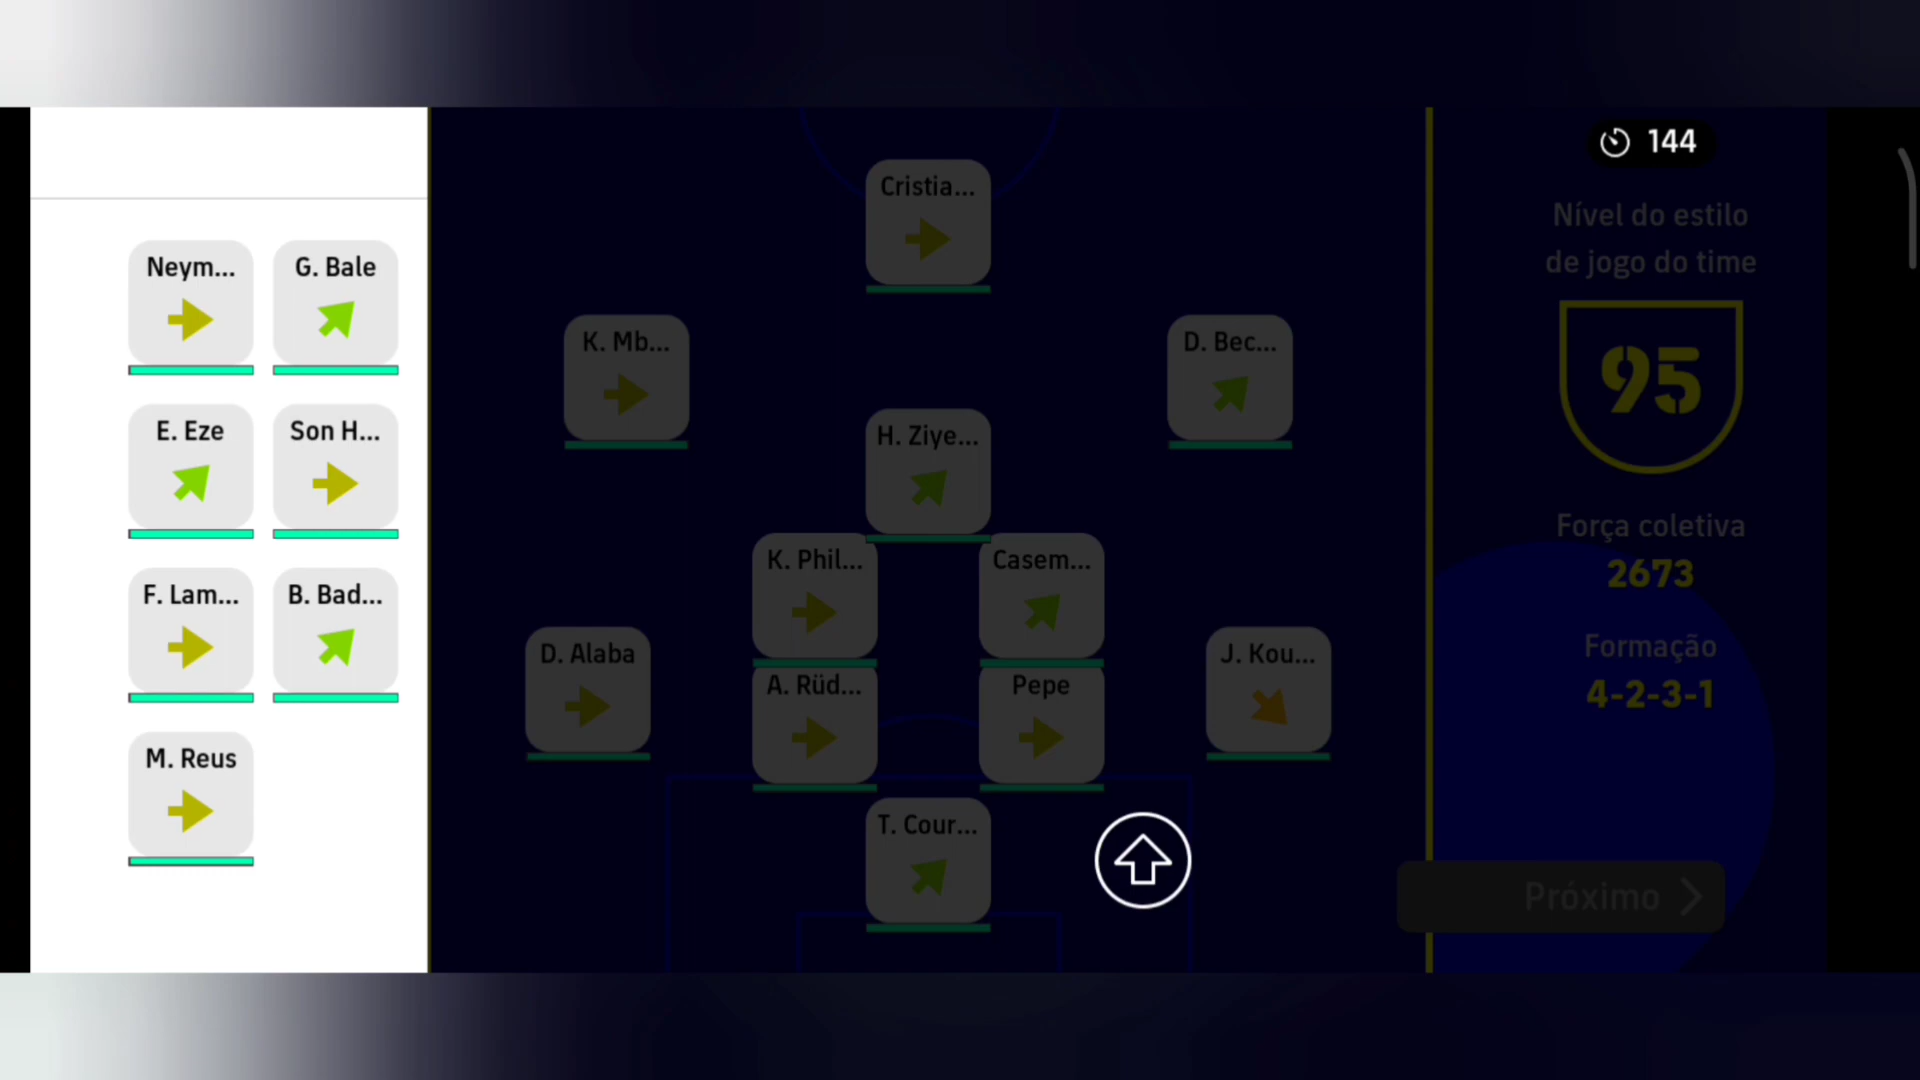 Neym...
G. Bale
E. Eze
Son H...
F. Lam...
B. Bad...
M. Reus
Cristia...
K. Mb...
D. Bec...
H. Ziye...
K. Phil...
Casem...
D. Alaba
A. Rüd...
Pepe
J. Kou...
T. Cour...
144
Nível do estilo
de jogo do time
95
Força coletiva
2673
Formação
4-2-3-1
Próximo